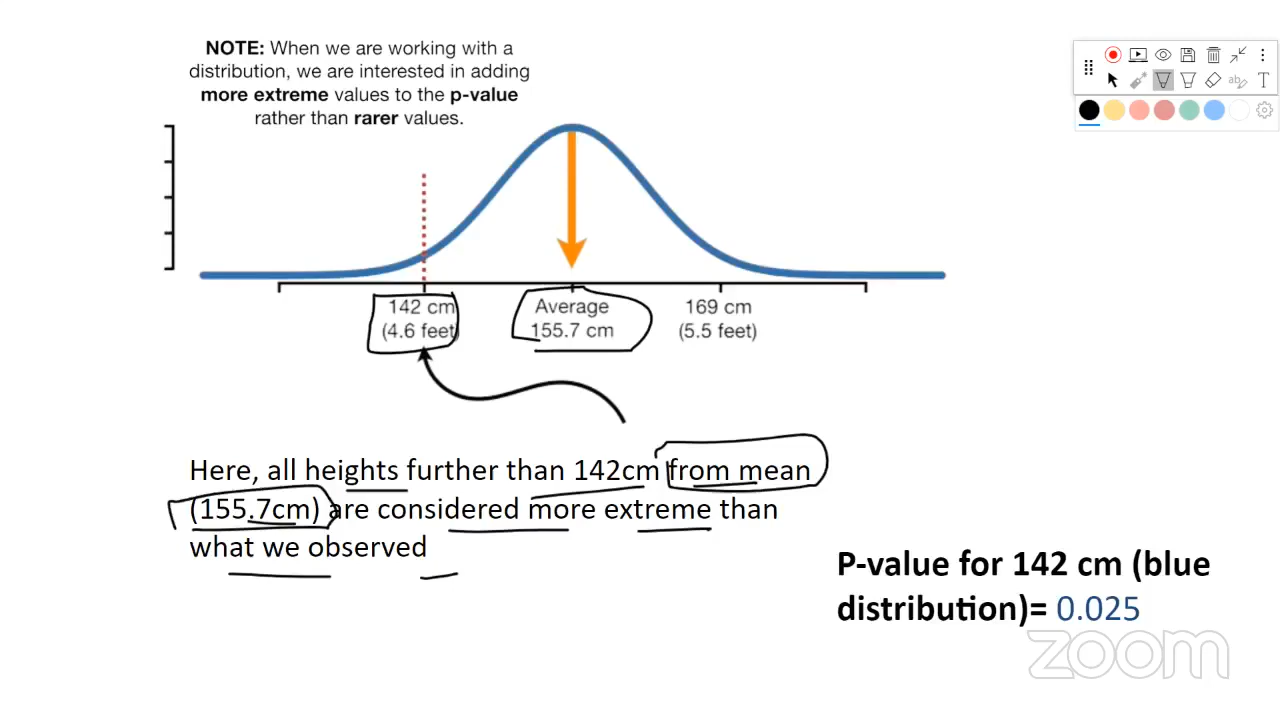 NOTE: When we are working with a
distribution, we are interested in adding
more extreme values to the p-value
rather than rarer values.
142 cm
(4.6 feet)
Average
155.7 cm
169 cm
(5.5 feet)
Here, all heights further than 142cm from mean
(155.7cm) are considered more extreme than
what we observed
P-value for 142 cm (blue
distribution)= 0.025
zoom
ab
T